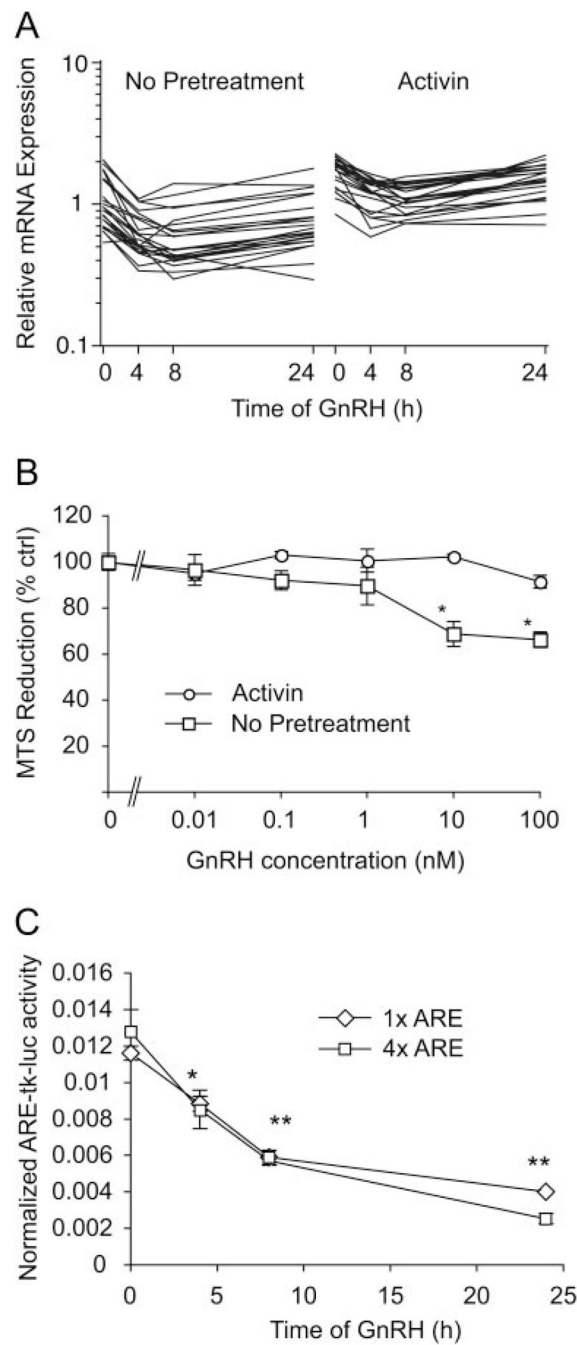 A
No Pretreatment
Activin
Relative mRNA Expression
10
1
0.1
0 4 8 24 0 4 8 24
Time of GnRH (h)
B
MTS Reduction (% ctrl)
120
100
80
60
40
20
*
*
Activin
No Pretreatment
0 0.01 0.1 1 10 100
GnRH concentration (nM)
C
Normalized ARE-tk-luc activity
0.016
0.014
0.012
0.01
0.008
0.006
0.004
0.002
0
1x ARE
4x ARE
*
**
**
0 5 10 15 20 25
Time of GnRH (h)